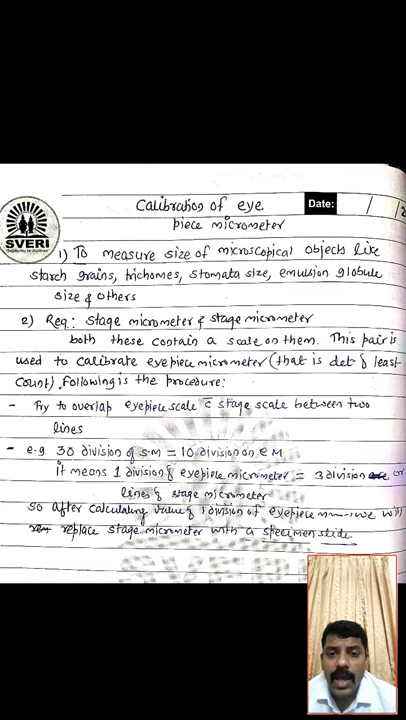 Calibration of eye
piece micrometer
Date: / /2
SVERI
1) To measure size of microscopical objects like
starch grains, trichomes, stomata size, emulsion globule
size & others
2) Req: stage micrometer & stage micrometer
both these contain a scale on them. This pair is
used to calibrate eyepiece micrometer (that is det of least
count). Following is the procedure:
- Try to overlap eyepiece scale c̅ stage scale between two
lines
- e.g 30 division of S.M = 10 division on E M
It means 1 division of eyepiece micrometer = 3 division or
lines of stage micrometer
So after calculating value of 1 division of eyepiece we will
replace stage micrometer with a specimen slide.